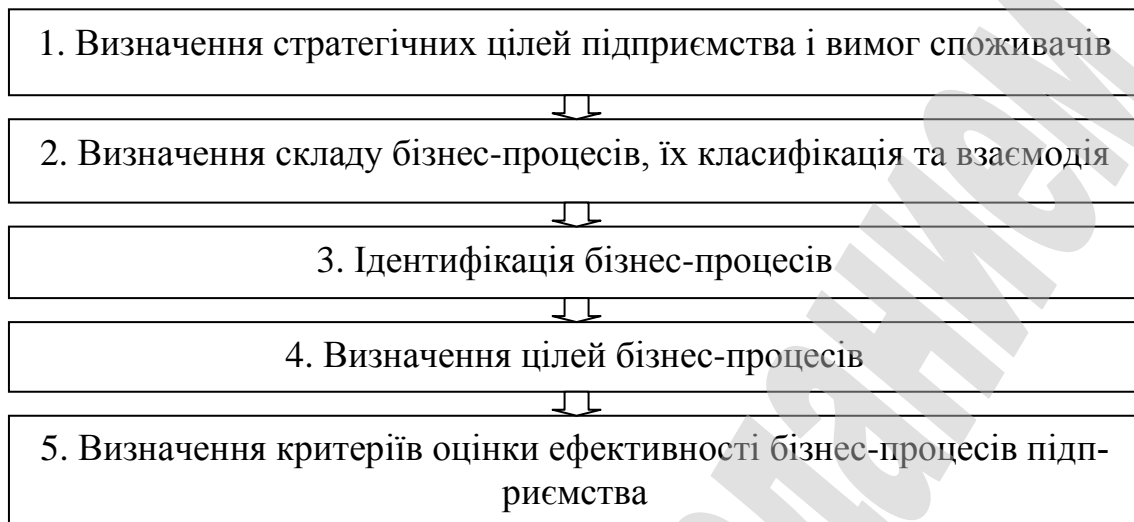 1. Визначення стратегічних цілей підприємства і вимог споживачів
2. Визначення складу бізнес-процесів, їх класифікація та взаємодія
3. Ідентифікація бізнес-процесів
4. Визначення цілей бізнес-процесів
5. Визначення критеріїв оцінки ефективності бізнес-процесів підп-
риємства